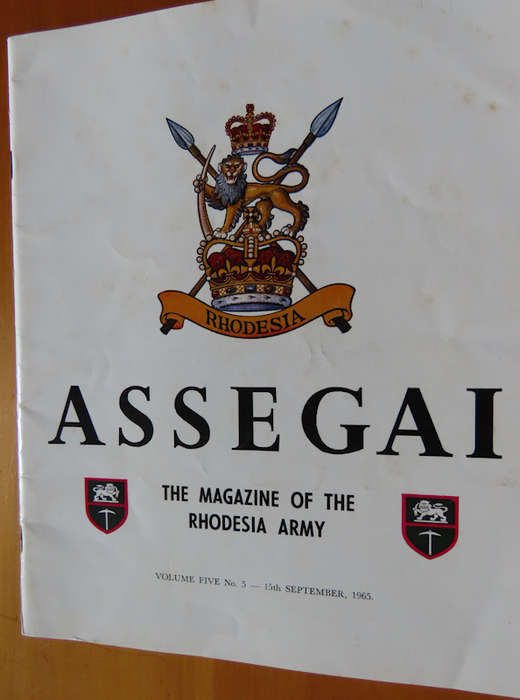 RHODESIA
ASSEGAI
THE MAGAZINE OF THE
RHODESIA ARMY
VOLUME FIVE No. 5 — 15th SEPTEMBER, 1965.